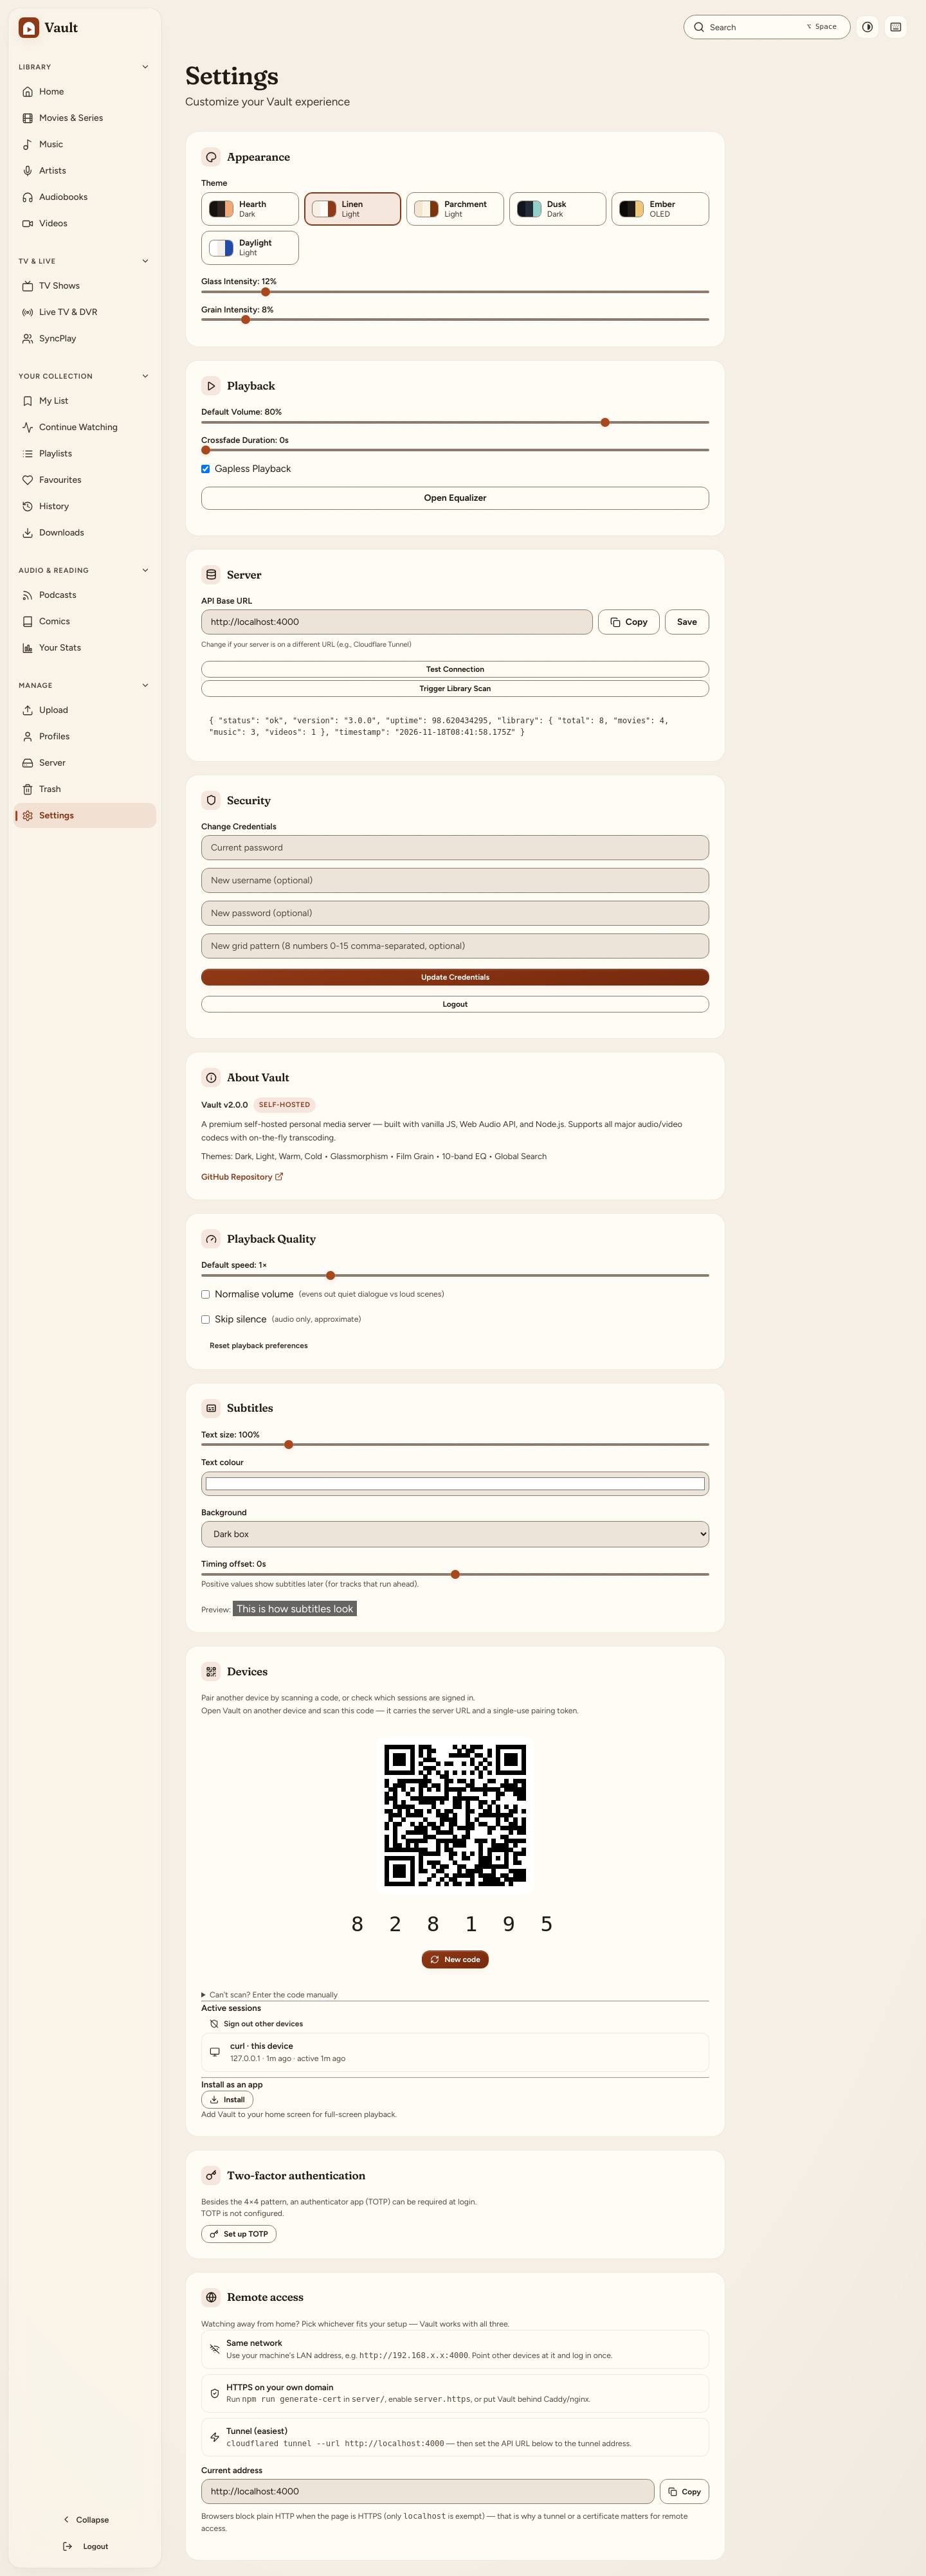 Vault
Search
⌥ Space
LIBRARY
Home
Movies & Series
Music
Artists
Audiobooks
Videos
TV & LIVE
TV Shows
Live TV & DVR
SyncPlay
YOUR COLLECTION
My List
Continue Watching
Playlists
Favourites
History
Downloads
AUDIO & READING
Podcasts
Comics
Your Stats
MANAGE
Upload
Profiles
Server
Trash
Settings
Collapse
Logout
Settings
Customize your Vault experience
Appearance
Theme
Hearth
Dark
Linen
Light
Parchment
Light
Dusk
Dark
Ember
OLED
Daylight
Light
Glass Intensity: 12%
Grain Intensity: 8%
Playback
Default Volume: 80%
Crossfade Duration: 0s
Gapless Playback
Open Equalizer
Server
API Base URL
http://localhost:4000
Copy
Save
Change if your server is on a different URL (e.g., Cloudflare Tunnel)
Test Connection
Trigger Library Scan
{ "status": "ok", "version": "3.0.0", "uptime": 98.620434295, "library": { "total": 8, "movies": 4,
"music": 3, "videos": 1 }, "timestamp": "2026-11-18T08:41:58.175Z" }
Security
Change Credentials
Current password
New username (optional)
New password (optional)
New grid pattern (8 numbers 0-15 comma-separated, optional)
Update Credentials
Logout
About Vault
Vault v2.0.0 SELF-HOSTED
A premium self-hosted personal media server — built with vanilla JS, Web Audio API, and Node.js. Supports all major audio/video
codecs with on-the-fly transcoding.
Themes: Dark, Light, Warm, Cold • Glassmorphism • Film Grain • 10-band EQ • Global Search
GitHub Repository
Playback Quality
Default speed: 1×
Normalise volume (evens out quiet dialogue vs loud scenes)
Skip silence (audio only, approximate)
Reset playback preferences
Subtitles
Text size: 100%
Text colour
Background
Dark box
Timing offset: 0s
Positive values show subtitles later (for tracks that run ahead).
Preview: This is how subtitles look
Devices
Pair another device by scanning a code, or check which sessions are signed in.
Open Vault on another device and scan this code — it carries the server URL and a single-use pairing token.
8 2 8 1 9 5
New code
Can't scan? Enter the code manually
Active sessions
Sign out other devices
curl · this device
127.0.0.1 · 1m ago · active 1m ago
Install as an app
Install
Add Vault to your home screen for full-screen playback.
Two-factor authentication
Besides the 4×4 pattern, an authenticator app (TOTP) can be required at login.
TOTP is not configured.
Set up TOTP
Remote access
Watching away from home? Pick whichever fits your setup — Vault works with all three.
Same network
Use your machine's LAN address, e.g. http://192.168.x.x:4000. Point other devices at it and log in once.
HTTPS on your own domain
Run npm run generate-cert in server/, enable server.https, or put Vault behind Caddy/nginx.
Tunnel (easiest)
cloudflared tunnel --url http://localhost:4000 — then set the API URL below to the tunnel address.
Current address
http://localhost:4000
Copy
Browsers block plain HTTP when the page is HTTPS (only localhost is exempt) — that is why a tunnel or a certificate matters for remote
access.